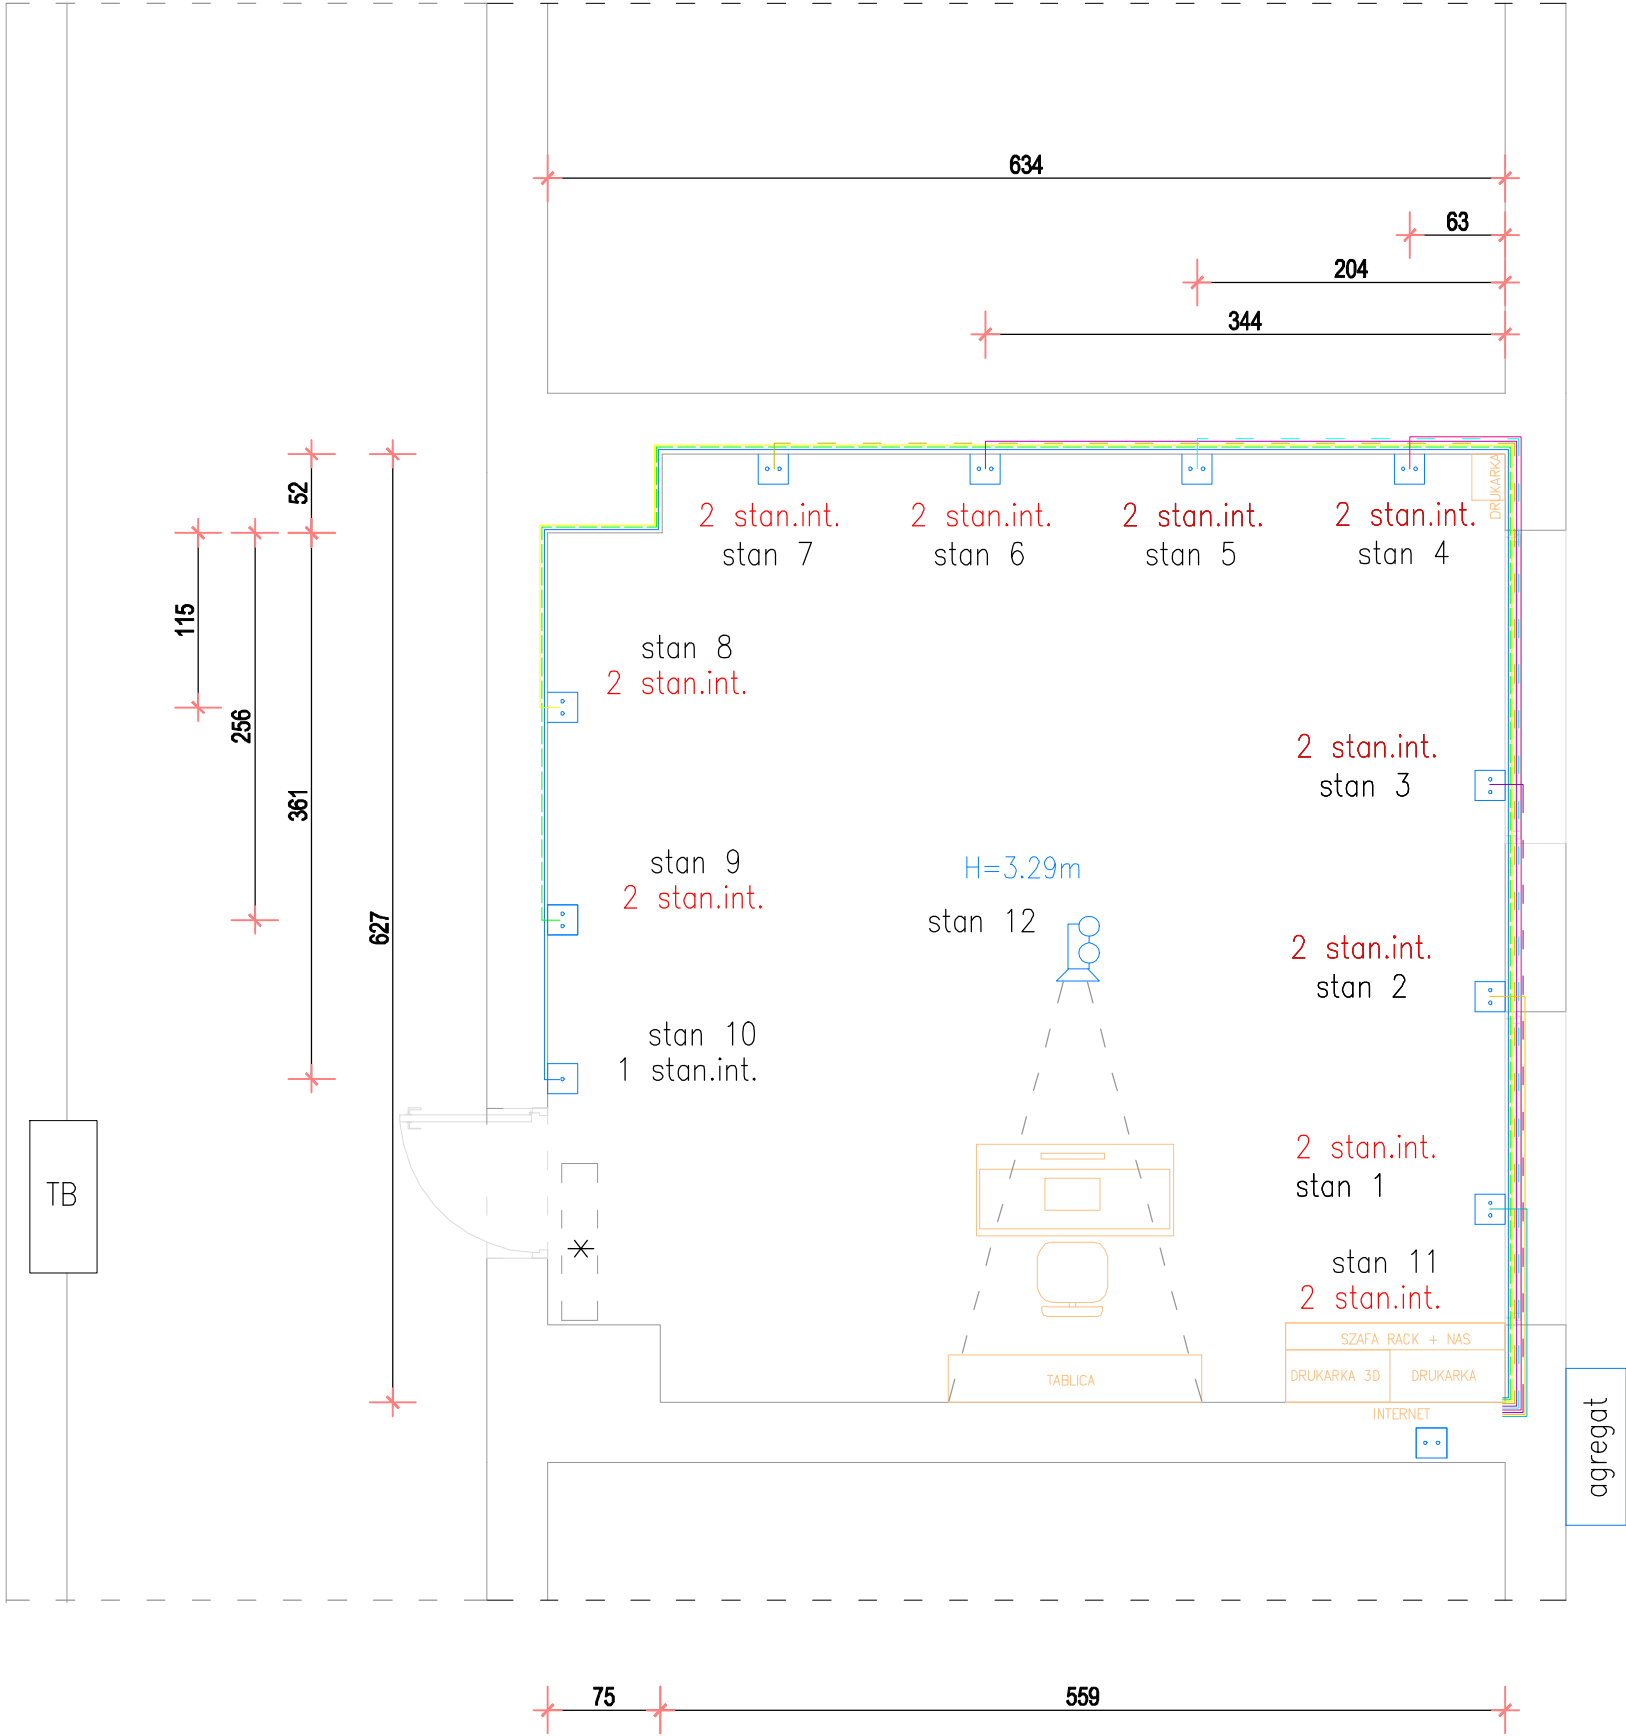 634
63
204
344
52
115
256
361
627
DRUKARKA
2 stan.int.
stan 7
2 stan.int.
stan 6
2 stan.int.
stan 5
2 stan.int.
stan 4
stan 8
2 stan.int.
2 stan.int.
stan 3
stan 9
2 stan.int.
H=3.29m
stan 12
2 stan.int.
stan 2
stan 10
1 stan.int.
2 stan.int.
stan 1
TB
stan 11
2 stan.int.
SZAFA RACK + NAS
DRUKARKA 3D
DRUKARKA
TABLICA
INTERNET
agregat
75
559